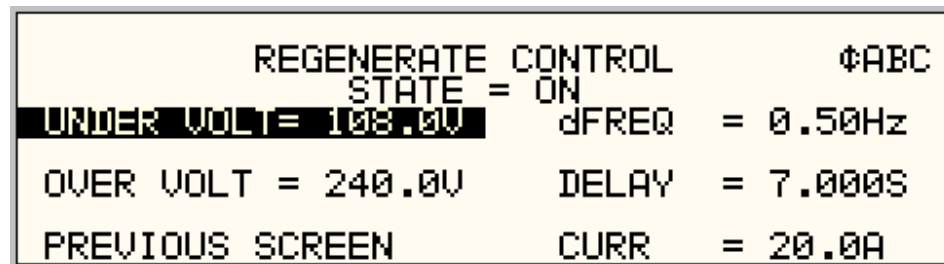 REGENERATE CONTROL ΦABC
STATE = ON
UNDER VOLT= 108.0V dFREQ = 0.50Hz
OVER VOLT = 240.0V DELAY = 7.000S
PREVIOUS SCREEN CURR = 20.0A